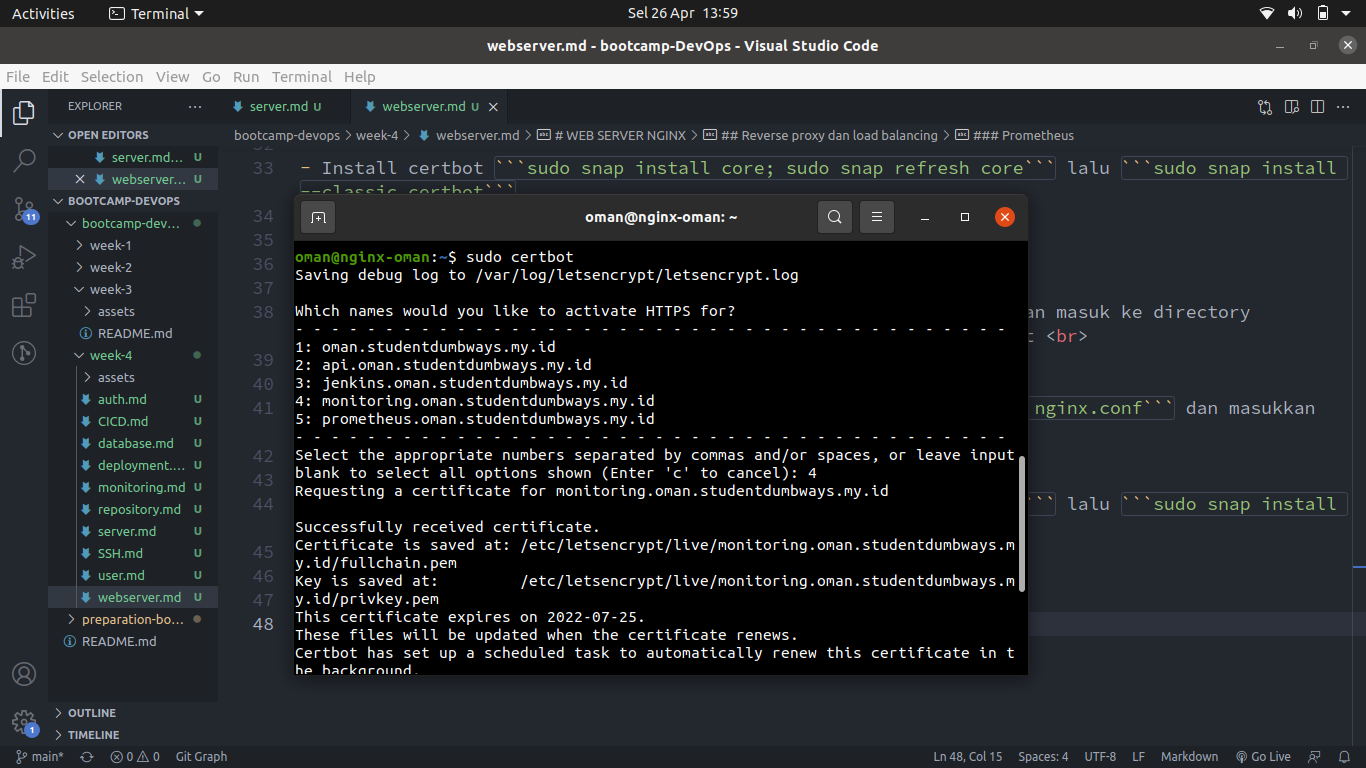 Activities Terminal Sel 26 Apr 13:59
webserver.md - bootcamp-DevOps - Visual Studio Code
File Edit Selection View Go Run Terminal Help
EXPLORER ··· server.md U webserver.md U
bootcamp-devops > week-4 > webserver.md > # WEB SERVER NGINX > ## Reverse proxy dan load balancing > ### Prometheus
OPEN EDITORS
server.md... U
webserver... U
BOOTCAMP-DEVOPS
bootcamp-dev...
week-1
week-2
week-3
assets
README.md
week-4
assets
auth.md U
CICD.md U
database.md U
deployment.... U
monitoring.md U
repository.md U
server.md U
SSH.md U
user.md U
webserver.md U
preparation-bo...
README.md
OUTLINE
TIMELINE
11
1
33 - Install certbot ```sudo snap install core; sudo snap refresh core``` lalu ```sudo snap install
--classic certbot```
34
35
36
37
38 an masuk ke directory
<br>
39
40
41 nginx.conf``` dan masukkan
42
43
44 ``` lalu ```sudo snap install
45
46
47
48
oman@nginx-oman: ~
oman@nginx-oman:~$ sudo certbot
Saving debug log to /var/log/letsencrypt/letsencrypt.log
Which names would you like to activate HTTPS for?
- - - - - - - - - - - - - - - - - - - - - - - - - - - - - - - - - - - - - - - -
1: oman.studentdumbways.my.id
2: api.oman.studentdumbways.my.id
3: jenkins.oman.studentdumbways.my.id
4: monitoring.oman.studentdumbways.my.id
5: prometheus.oman.studentdumbways.my.id
- - - - - - - - - - - - - - - - - - - - - - - - - - - - - - - - - - - - - - - -
Select the appropriate numbers separated by commas and/or spaces, or leave input
blank to select all options shown (Enter 'c' to cancel): 4
Requesting a certificate for monitoring.oman.studentdumbways.my.id
Successfully received certificate.
Certificate is saved at: /etc/letsencrypt/live/monitoring.oman.studentdumbways.m
y.id/fullchain.pem
Key is saved at: /etc/letsencrypt/live/monitoring.oman.studentdumbways.m
y.id/privkey.pem
This certificate expires on 2022-07-25.
These files will be updated when the certificate renews.
Certbot has set up a scheduled task to automatically renew this certificate in t
he background.
main* 0 0 Git Graph Ln 48, Col 15 Spaces: 4 UTF-8 LF Markdown Go Live